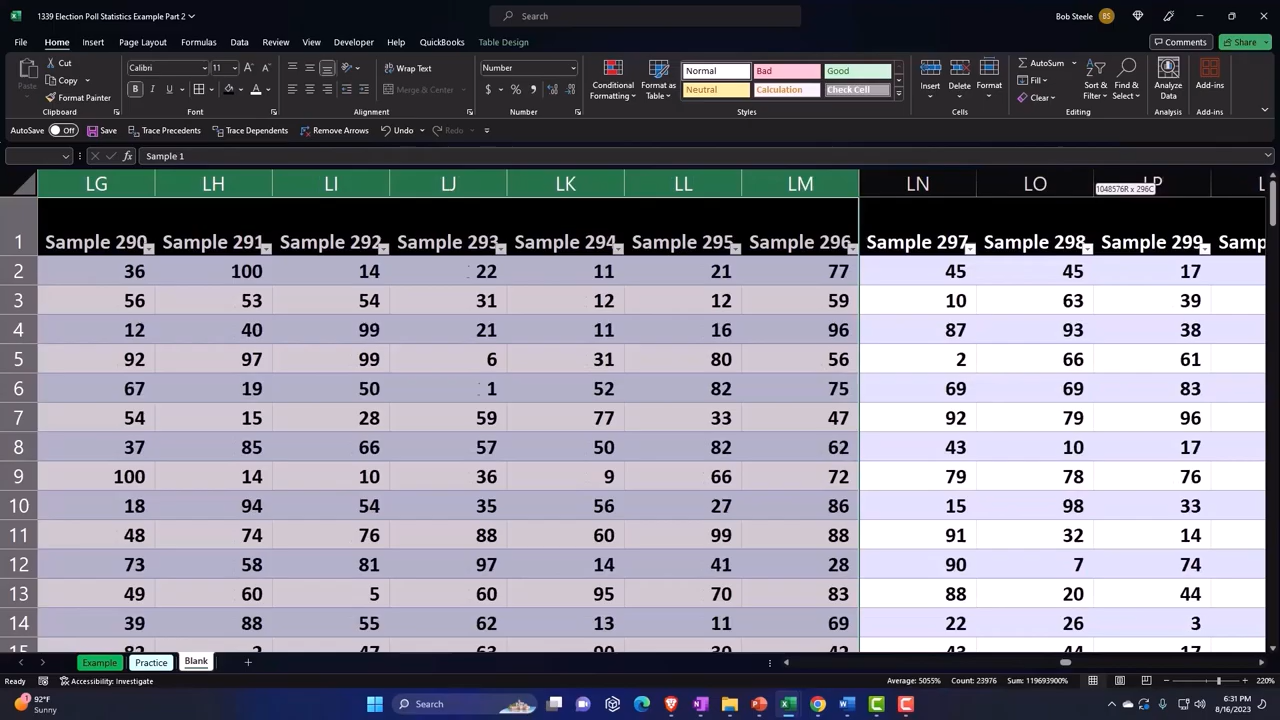 1339 Election Poll Statistics Example Part 2
Search
Bob Steele
BS
File Home Insert Page Layout Formulas Data Review View Developer Help QuickBooks Table Design
Comments Share
Cut
Copy
Format Painter
Paste
Calibri 11
Wrap Text
Merge & Center
Number
Conditional Formatting
Format as Table
Normal Bad Good
Neutral Calculation Check Cell
Insert Delete Format
AutoSum
Fill
Clear
Sort & Filter
Find & Select
Analyze Data
Add-ins
Clipboard Font Alignment Number Styles Cells Editing Analysis Add-ins
AutoSave Off Save Trace Precedents Trace Dependents Remove Arrows Undo Redo
fx Sample 1
LG LH LI LJ LK LL LM LN LO LP L
1048576R x 296C
1 Sample 290 Sample 291 Sample 292 Sample 293 Sample 294 Sample 295 Sample 296 Sample 297 Sample 298 Sample 299 Samp
2 36 100 14 22 11 21 77 45 45 17
3 56 53 54 31 12 12 59 10 63 39
4 12 40 99 21 11 16 96 87 93 38
5 92 97 99 6 31 80 56 2 66 61
6 67 19 50 1 52 82 75 69 69 83
7 54 15 28 59 77 33 47 92 79 96
8 37 85 66 57 50 82 62 43 10 17
9 100 14 10 36 9 66 72 79 78 76
10 18 94 54 35 56 27 86 15 98 33
11 48 74 76 88 60 99 88 91 32 14
12 73 58 81 97 14 41 28 90 7 74
13 49 60 5 60 95 70 83 88 20 44
14 39 88 55 62 13 11 69 22 26 3
Example Practice Blank
Ready Accessibility: Investigate
Average: 5055% Count: 23976 Sum: 119693900%
220%
92°F
Sunny
Search
6:31 PM
8/16/2023